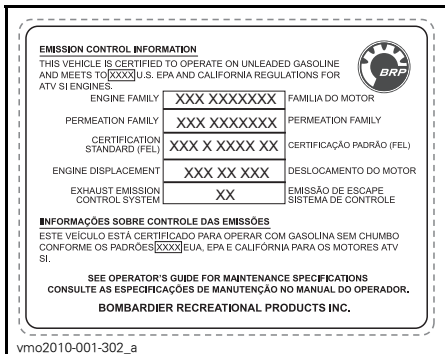 EMISSION CONTROL INFORMATION
THIS VEHICLE IS CERTIFIED TO OPERATE ON UNLEADED GASOLINE
AND MEETS TO XXXX U.S. EPA AND CALIFORNIA REGULATIONS FOR
ATV SI ENGINES.
BRP
ENGINE FAMILY XXX XXXXXXX FAMILIA DO MOTOR
PERMEATION FAMILY XXX XXXXXXX PERMEATION FAMILY
CERTIFICATION
STANDARD (FEL) XXX X XXXX XX CERTIFICAÇÃO PADRÃO (FEL)
ENGINE DISPLACEMENT XXX XX XXX DESLOCAMENTO DO MOTOR
EXHAUST EMISSION
CONTROL SYSTEM XX EMISSÃO DE ESCAPE
SISTEMA DE CONTROLE
INFORMAÇÕES SOBRE CONTROLE DAS EMISSÕES
ESTE VEÍCULO ESTÁ CERTIFICADO PARA OPERAR COM GASOLINA SEM CHUMBO
CONFORME OS PADRÕES XXXX EUA, EPA E CALIFÓRNIA PARA OS MOTORES ATV
SI.
SEE OPERATOR'S GUIDE FOR MAINTENANCE SPECIFICATIONS
CONSULTE AS ESPECIFICAÇÕES DE MANUTENÇÃO NO MANUAL DO OPERADOR.
BOMBARDIER RECREATIONAL PRODUCTS INC.
vmo2010-001-302_a